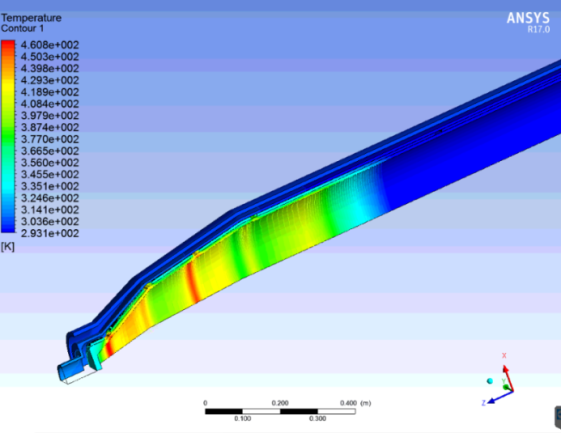 Temperature
Contour 1
ANSYS
R17.0
4.608e+002
4.503e+002
4.398e+002
4.293e+002
4.189e+002
4.084e+002
3.979e+002
3.874e+002
3.770e+002
3.665e+002
3.560e+002
3.455e+002
3.351e+002
3.246e+002
3.141e+002
3.036e+002
2.931e+002
[K]
X
Z
0 0.200 0.400 (m)
0.100 0.300